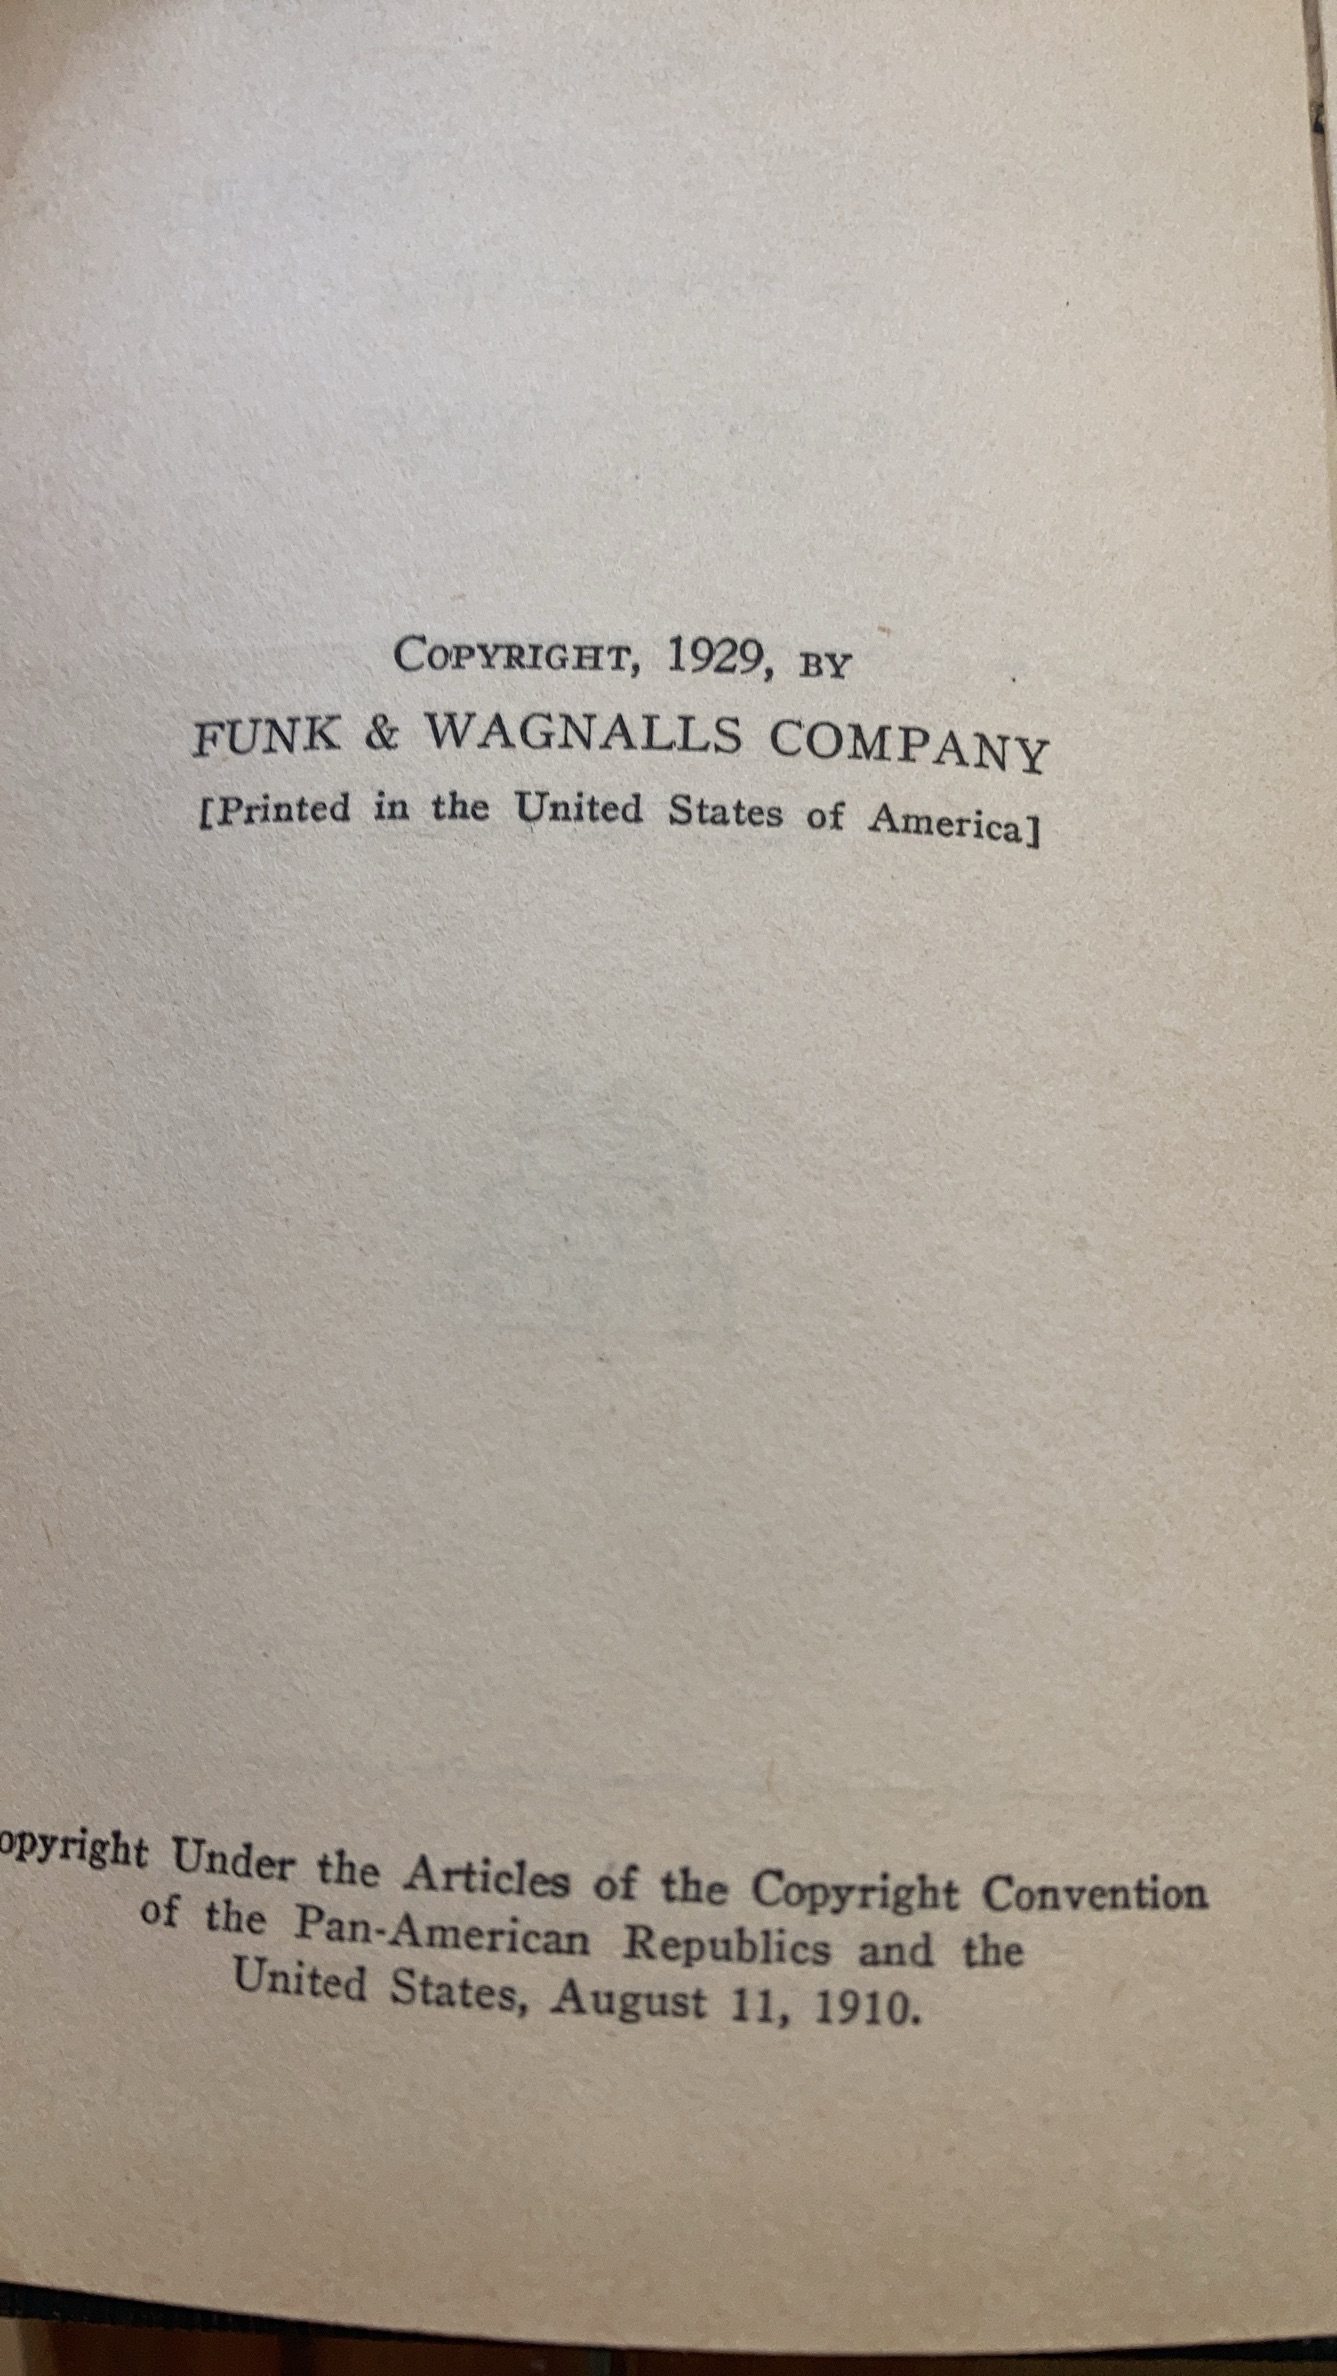 COPYRIGHT, 1929, BY
FUNK & WAGNALLS COMPANY
[Printed in the United States of America]
opyright Under the Articles of the Copyright Convention
of the Pan-American Republics and the
United States, August 11, 1910.